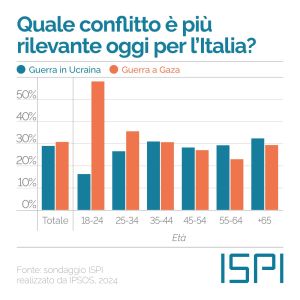 Quale conflitto è più
rilevante oggi per l'Italia?
Guerra in Ucraina Guerra a Gaza
50%
40%
30%
20%
10%
0%
Totale 18-24 25-34 35-44 45-54 55-64 +65
Età
Fonte: sondaggio ISPI
realizzato da IPSOS, 2024
ISPI